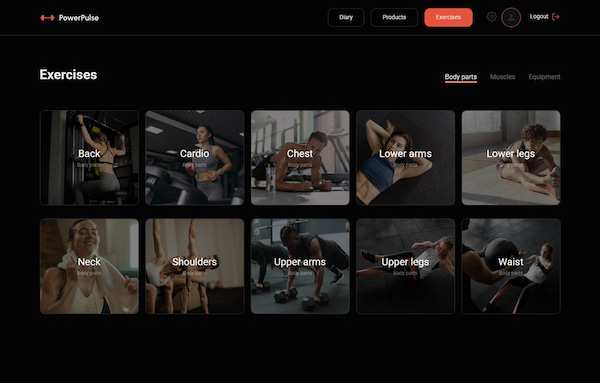 PowerPulse
Diary
Products
Exercises
Logout
Exercises
Body parts
Muscles
Equipment
Back
Body parts
Cardio
Body parts
Chest
Body parts
Lower arms
Body parts
Lower legs
Body parts
Neck
Body parts
Shoulders
Body parts
Upper arms
Body parts
Upper legs
Body parts
Waist
Body parts